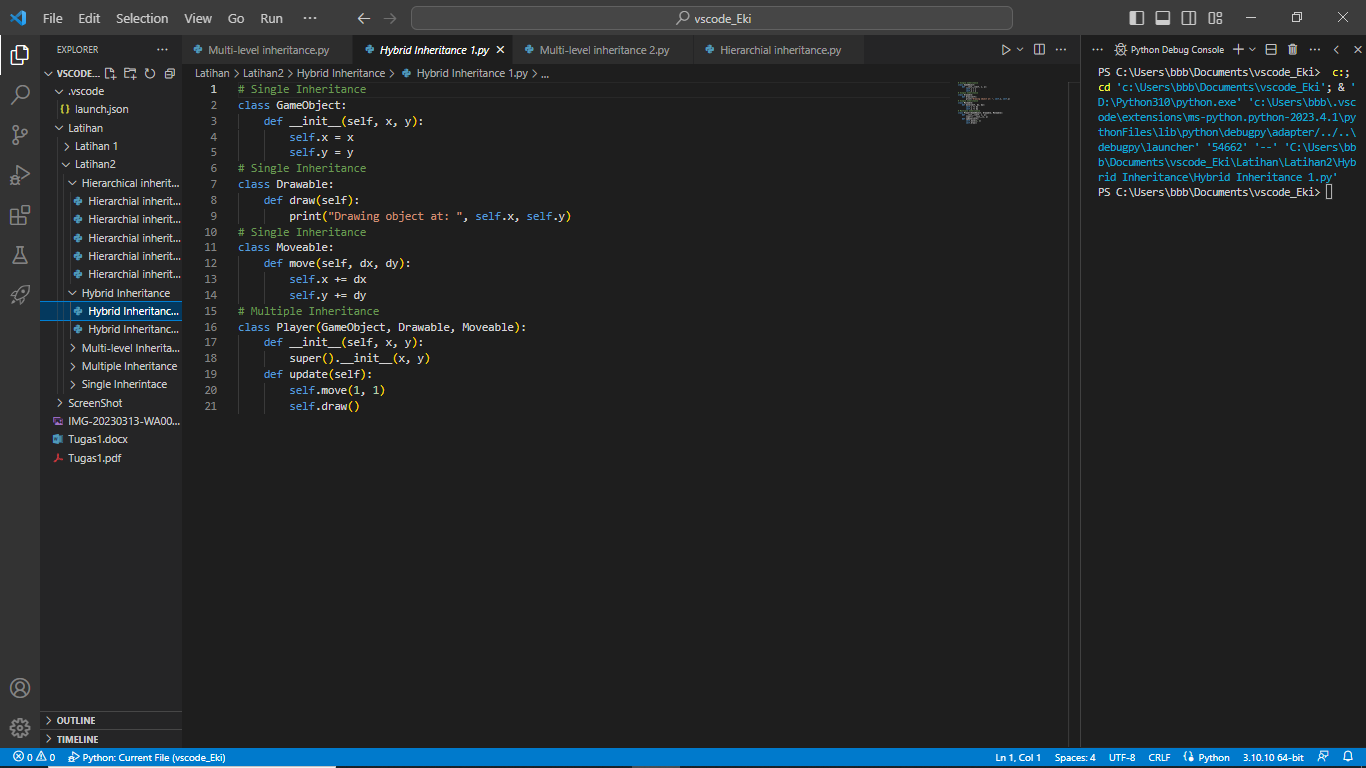 File Edit Selection View Go Run ···
vscode_Eki
EXPLORER ···
VSCODE...
.vscode
launch.json
Latihan
Latihan 1
Latihan2
Hierarchical inherit...
Hierarchial inherit...
Hierarchial inherit...
Hierarchial inherit...
Hierarchial inherit...
Hierarchial inherit...
Hybrid Inheritance
Hybrid Inheritanc...
Hybrid Inheritanc...
Multi-level Inherita...
Multiple Inheritance
Single Inherintace
ScreenShot
IMG-20230313-WA00...
Tugas1.docx
Tugas1.pdf
OUTLINE
TIMELINE
Multi-level inheritance.py
Hybrid Inheritance 1.py
Multi-level inheritance 2.py
Hierarchial inheritance.py
Latihan > Latihan2 > Hybrid Inheritance > Hybrid Inheritance 1.py > ...
1 # Single Inheritance
2 class GameObject:
3 def __init__(self, x, y):
4 self.x = x
5 self.y = y
6 # Single Inheritance
7 class Drawable:
8 def draw(self):
9 print("Drawing object at: ", self.x, self.y)
10 # Single Inheritance
11 class Moveable:
12 def move(self, dx, dy):
13 self.x += dx
14 self.y += dy
15 # Multiple Inheritance
16 class Player(GameObject, Drawable, Moveable):
17 def __init__(self, x, y):
18 super().__init__(x, y)
19 def update(self):
20 self.move(1, 1)
21 self.draw()
Python Debug Console
PS C:\Users\bbb\Documents\vscode_Eki> c:;
cd 'c:\Users\bbb\Documents\vscode_Eki'; & '
D:\Python310\python.exe' 'c:\Users\bbb\.vsc
ode\extensions\ms-python.python-2023.4.1\py
thonFiles\lib\python\debugpy\adapter/../..\
debugpy\launcher' '54662' '--' 'C:\Users\bb
b\Documents\vscode_Eki\Latihan\Latihan2\Hyb
rid Inheritance\Hybrid Inheritance 1.py'
PS C:\Users\bbb\Documents\vscode_Eki>
0 0 Python: Current File (vscode_Eki)
Ln 1, Col 1 Spaces: 4 UTF-8 CRLF Python 3.10.10 64-bit